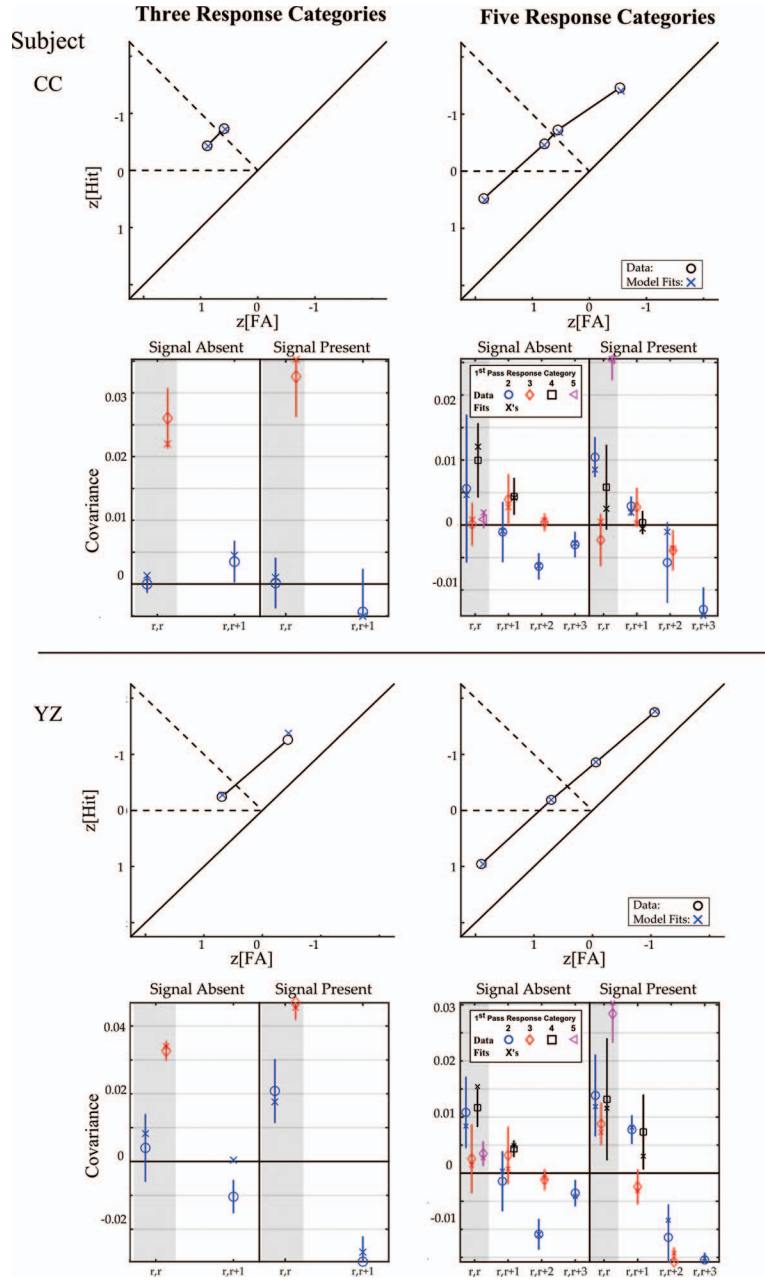 Three Response Categories Five Response Categories
Subject
CC
-1 -1
z[Hit] 0 0
1 1
Data:
Model Fits:
1 0 -1 1 0 -1
z[FA] z[FA]
Signal Absent Signal Present Signal Absent Signal Present
Covariance
0.03
0.02
0.005
0
0.02
0.01
0
-0.01
1st Pass Response Category
2 3 4 5
Data
Fits X's
r,r r,r+1 r,r r,r+1 r,r r,r+1 r,r+2 r,r+3 r,r r,r+1 r,r+2 r,r+3
YZ
-1 -1
z[Hit] 0 0
1 1
Data:
Model Fits:
1 0 -1 1 0 -1
z[FA] z[FA]
Signal Absent Signal Present Signal Absent Signal Present
Covariance
0.04
0.02
0
-0.02
0.03
0.02
0.01
0
-0.01
1st Pass Response Category
2 3 4 5
Data
Fits X's
r,r r,r+1 r,r r,r+1 r,r r,r+1 r,r+2 r,r+3 r,r r,r+1 r,r+2 r,r+3